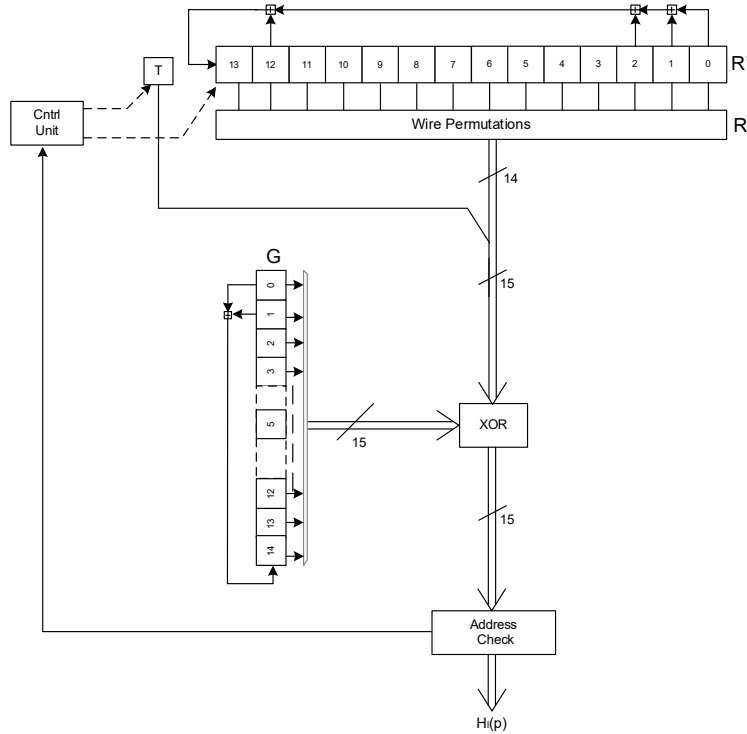 T
13 12 11 10 9 8 7 6 5 4 3 2 1 0
R'
Cntrl
Unit
Wire Permutations
R
14
15
G
0
1
2
3
5
12
13
14
15
XOR
15
Address
Check
Hi(p)